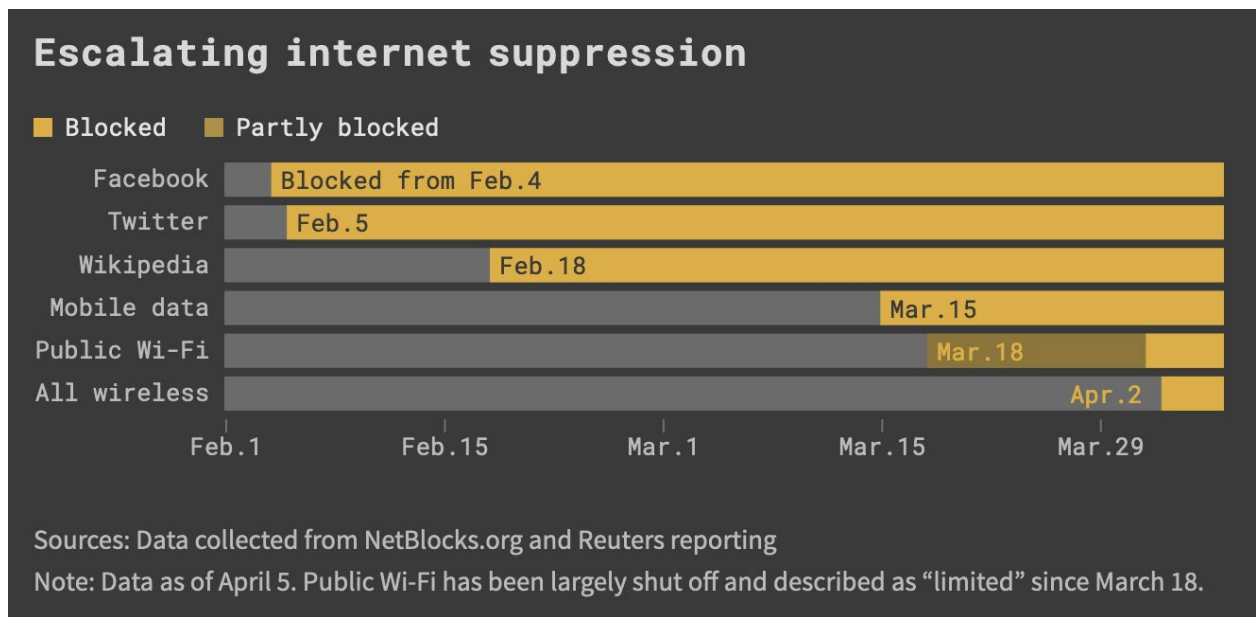 Escalating internet suppression
Blocked Partly blocked
Facebook Blocked from Feb.4
Twitter Feb.5
Wikipedia Feb.18
Mobile data Mar.15
Public Wi-Fi Mar.18
All wireless Apr.2
Feb.1 Feb.15 Mar.1 Mar.15 Mar.29
Sources: Data collected from NetBlocks.org and Reuters reporting
Note: Data as of April 5. Public Wi-Fi has been largely shut off and described as “limited” since March 18.